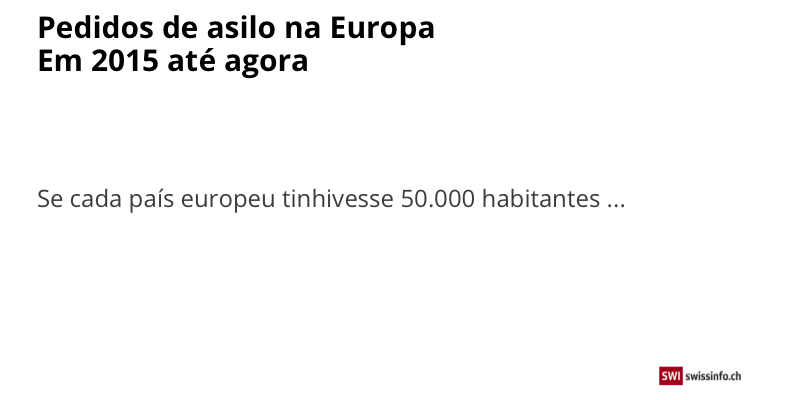 Pedidos de asilo na Europa
Em 2015 até agora
Se cada país europeu tinhivesse 50.000 habitantes ...
SWI swissinfo.ch